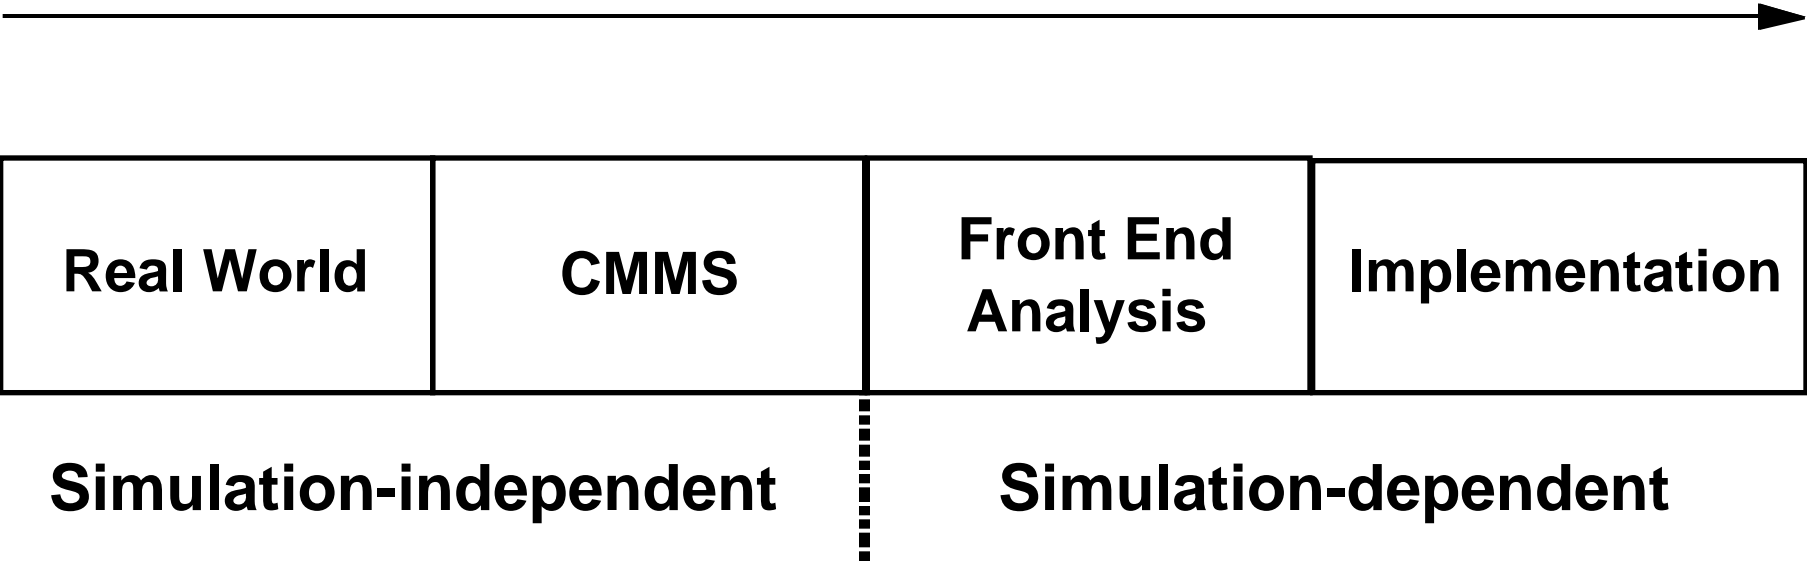 Real World
CMMS
Front End
Analysis
Implementation
Simulation-independent
Simulation-dependent